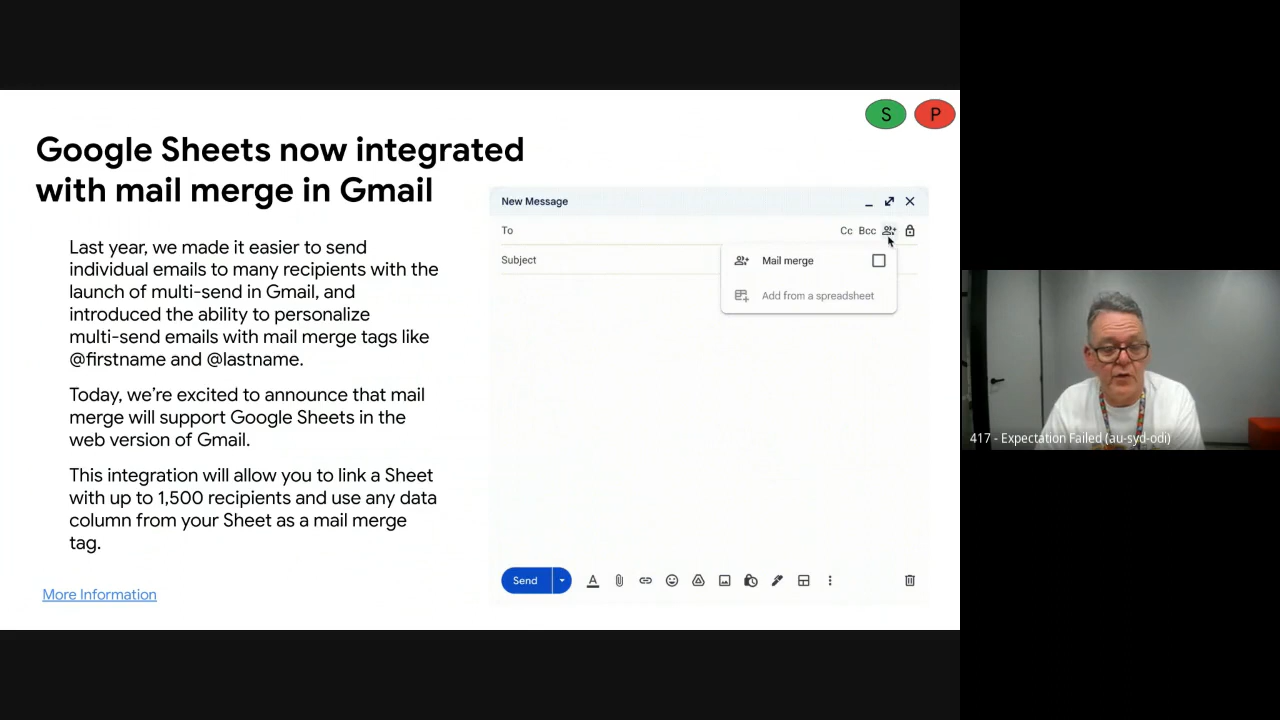 S P
Google Sheets now integrated
with mail merge in Gmail
Last year, we made it easier to send
individual emails to many recipients with the
launch of multi-send in Gmail, and
introduced the ability to personalize
multi-send emails with mail merge tags like
@firstname and @lastname.
Today, we’re excited to announce that mail
merge will support Google Sheets in the
web version of Gmail.
This integration will allow you to link a Sheet
with up to 1,500 recipients and use any data
column from your Sheet as a mail merge
tag.
More Information
New Message
To Cc Bcc
Subject
Mail merge
Add from a spreadsheet
Send
417 - Expectation Failed (au-syd-odi)